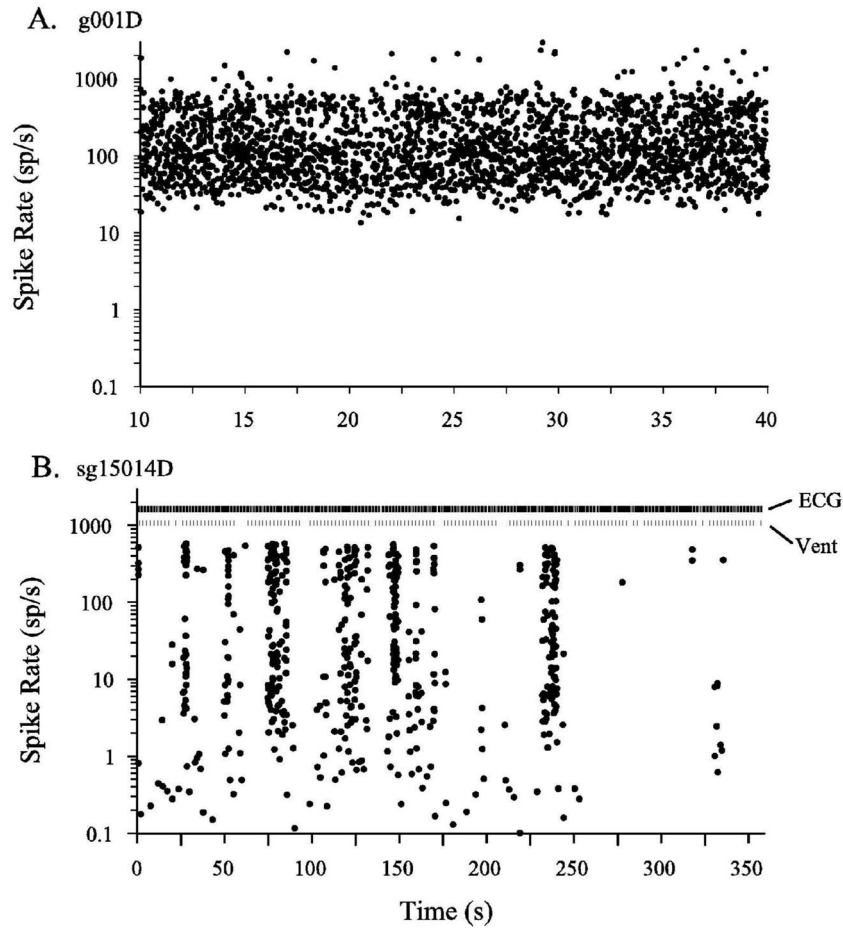 A. g001D
1000
100
10
1
0.1
Spike Rate (sp/s)
10 15 20 25 30 35 40
B. sg15014D
ECG
Vent
1000
100
10
1
0.1
Spike Rate (sp/s)
0 50 100 150 200 250 300 350
Time (s)